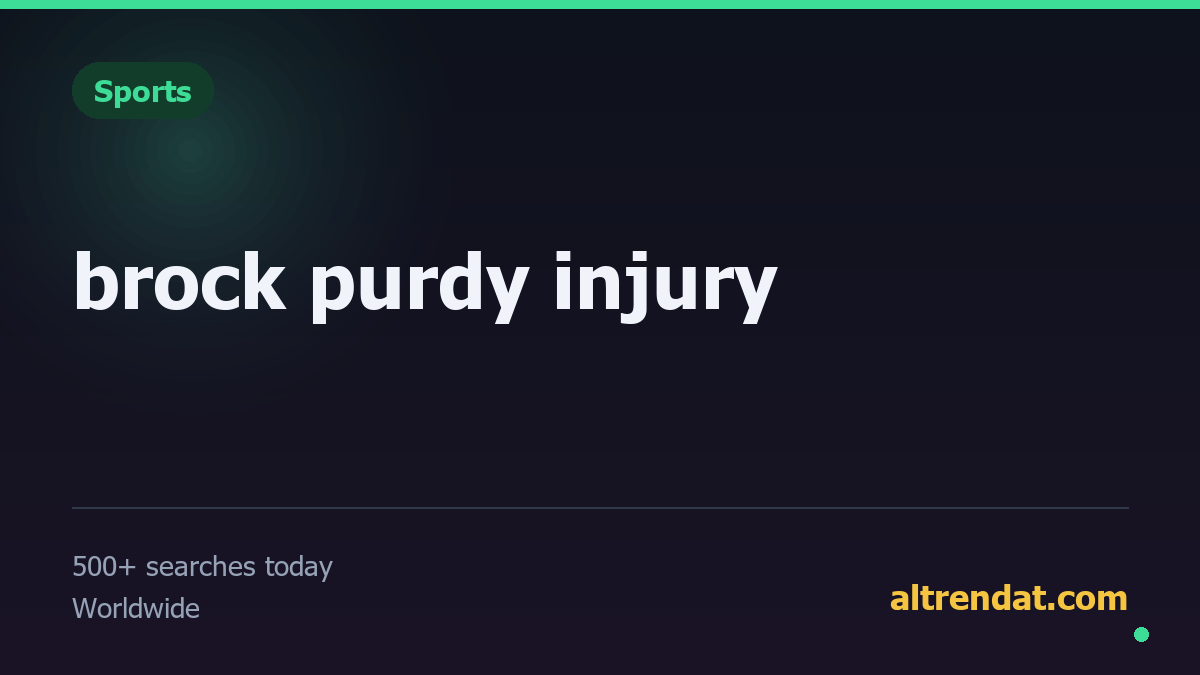 Sports
brock purdy injury
500+ searches today
Worldwide
altrendat.com